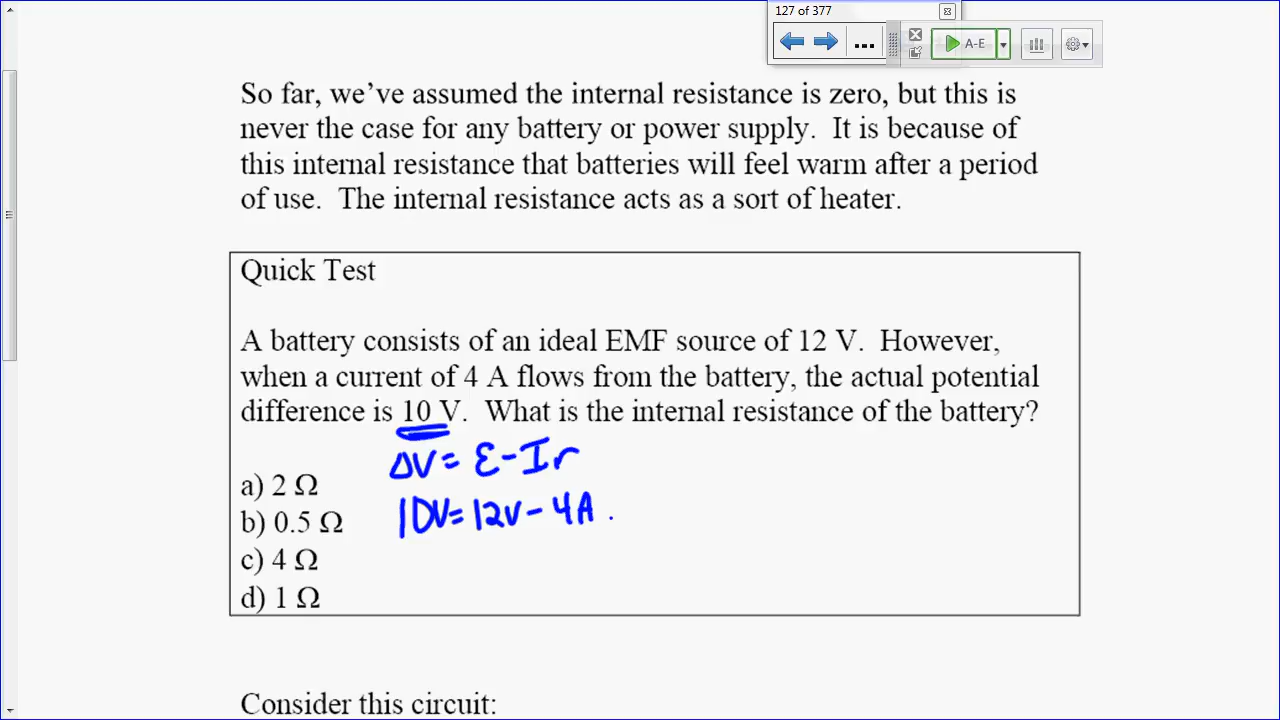 127 of 377
A-E
So far, we’ve assumed the internal resistance is zero, but this is
never the case for any battery or power supply. It is because of
this internal resistance that batteries will feel warm after a period
of use. The internal resistance acts as a sort of heater.
Quick Test
A battery consists of an ideal EMF source of 12 V. However,
when a current of 4 A flows from the battery, the actual potential
difference is 10 V. What is the internal resistance of the battery?
ΔV = Ɛ - Ir
a) 2 Ω
10V = 12V - 4A .
b) 0.5 Ω
c) 4 Ω
d) 1 Ω
Consider this circuit: